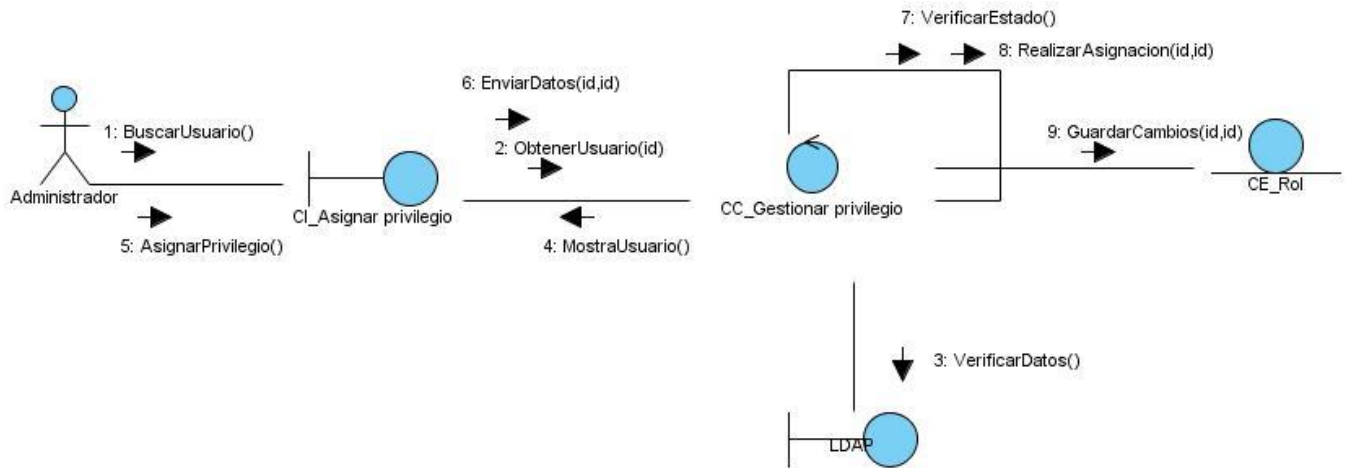 7: VerificarEstado()
8: RealizarAsignacion(id,id)
6: EnviarDatos(id,id)
1: BuscarUsuario()
2: ObtenerUsuario(id)
9: GuardarCambios(id,id)
Administrador
CI_Asignar privilegio
CC_Gestionar privilegio
CE_Rol
5: AsignarPrivilegio()
4: MostraUsuario()
3: VerificarDatos()
LDAP